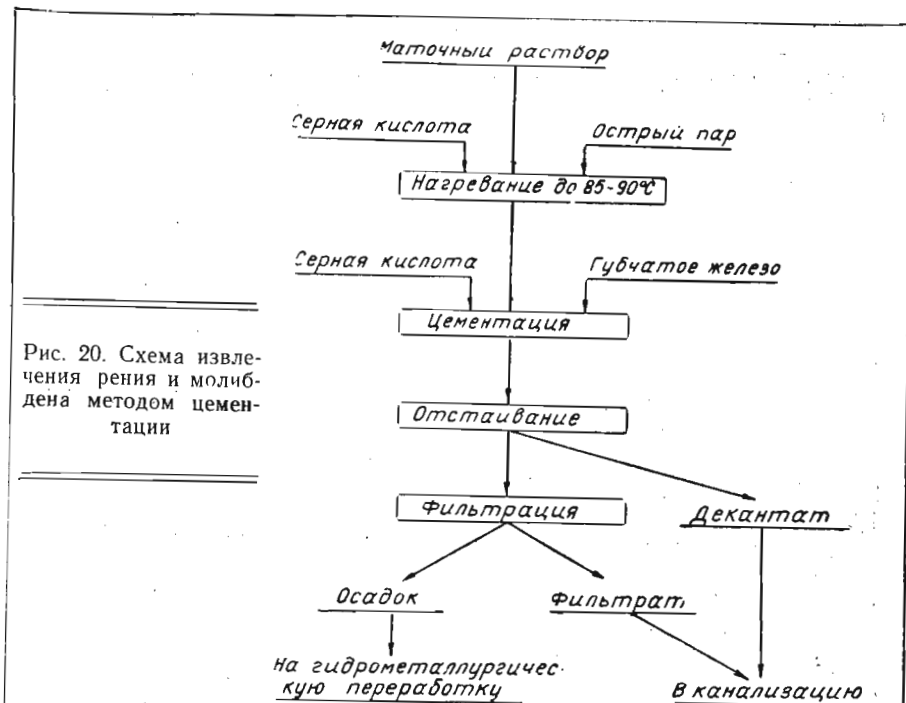 Маточный раствор
Серная кислота
Острый пар
Нагревание до 85-90°С
Серная кислота
Губчатое железо
Цементация
Рис. 20. Схема извле-
чения рения и молиб-
дена методом цемен-
тации
Отстаивание
Фильтрация
Декантат
Осадок
Фильтрат
На гидрометаллургичес-
кую переработку
В канализацию